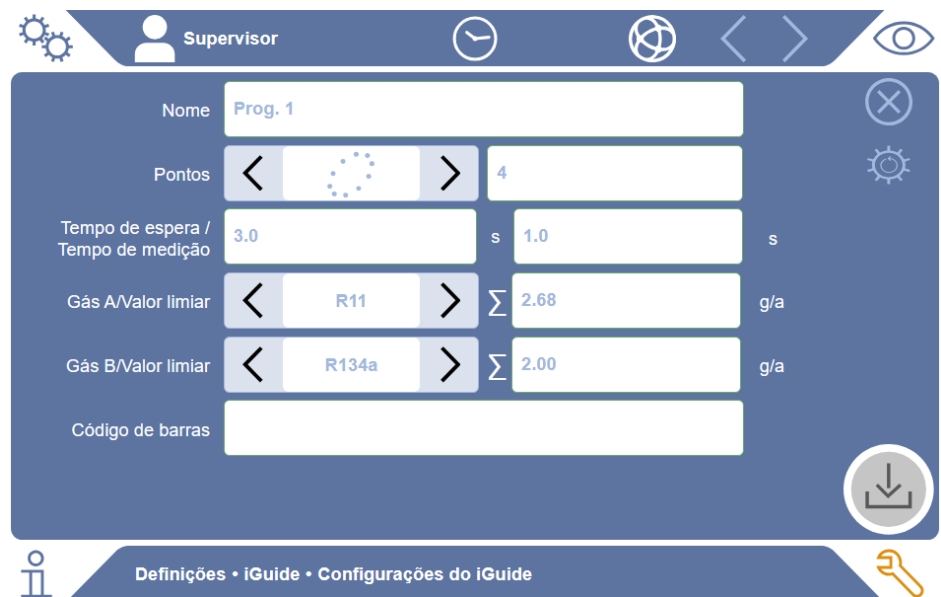 Supervisor
Nome Prog. 1
Pontos 4
Tempo de espera /
Tempo de medição 3.0 s 1.0 s
Gás A/Valor limiar R11 ∑ 2.68 g/a
Gás B/Valor limiar R134a ∑ 2.00 g/a
Código de barras
Definições • iGuide • Configurações do iGuide